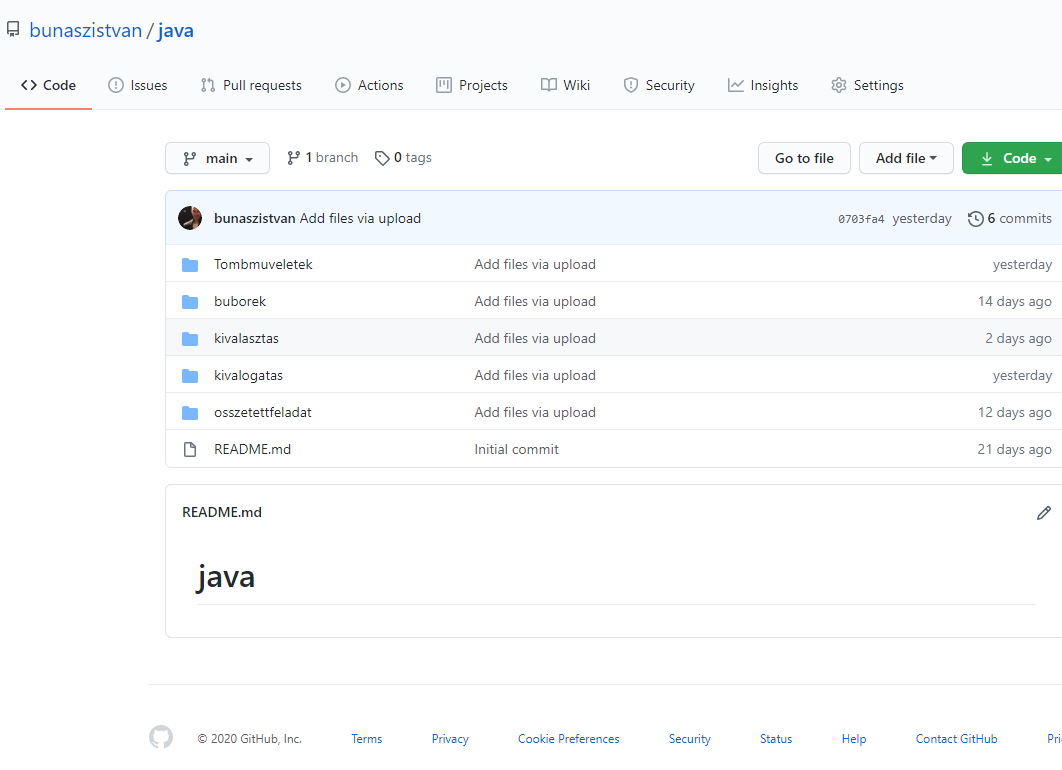 bunaszistvan / java
Code Issues Pull requests Actions Projects Wiki Security Insights Settings
main 1 branch 0 tags Go to file Add file Code
bunaszistvan Add files via upload 0703fa4 yesterday 6 commits
Tombmuveletek Add files via upload yesterday
buborek Add files via upload 14 days ago
kivalasztas Add files via upload 2 days ago
kivalogatas Add files via upload yesterday
osszetettfeladat Add files via upload 12 days ago
README.md Initial commit 21 days ago
README.md
java
© 2020 GitHub, Inc. Terms Privacy Cookie Preferences Security Status Help Contact GitHub